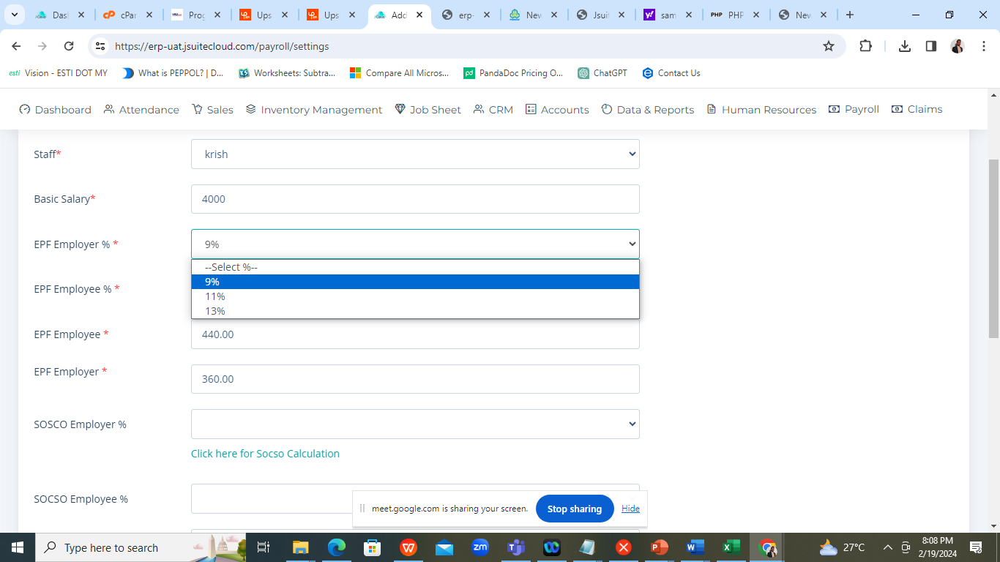 Das
cPar
Prog
Ups
Ups
Add
erp-
New
Jsuit
sam
PHP PHP
New
https://erp-uat.jsuitecloud.com/payroll/settings
esti Vision - ESTI DOT MY
What is PEPPOL? | D...
Worksheets: Subtra...
Compare All Micros...
pd PandaDoc Pricing O...
ChatGPT
Contact Us
Dashboard
Attendance
Sales
Inventory Management
Job Sheet
CRM
Accounts
Data & Reports
Human Resources
Payroll
Claims
Staff*
krish
Basic Salary*
4000
EPF Employer % *
9%
--Select %--
9%
11%
13%
EPF Employee % *
EPF Employee *
440.00
EPF Employer *
360.00
SOSCO Employer %
Click here for Socso Calculation
SOCSO Employee %
meet.google.com is sharing your screen.
Stop sharing
Hide
Type here to search
zm
27°C
8:08 PM
2/19/2024